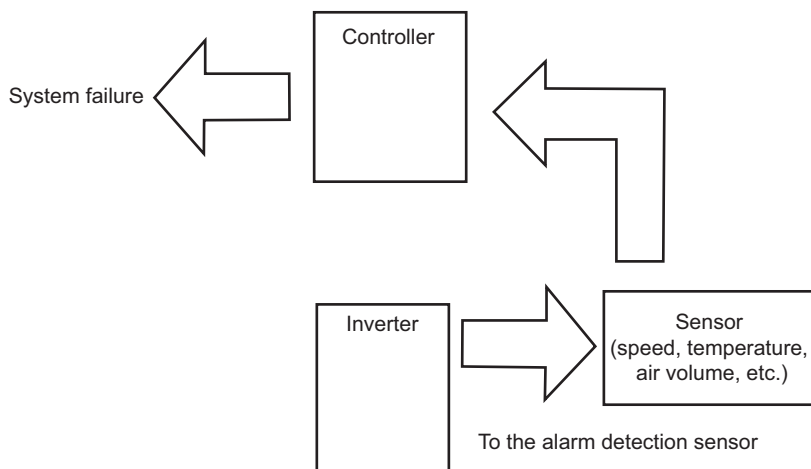 Controller
System failure
Inverter
Sensor
(speed, temperature,
air volume, etc.)
To the alarm detection sensor